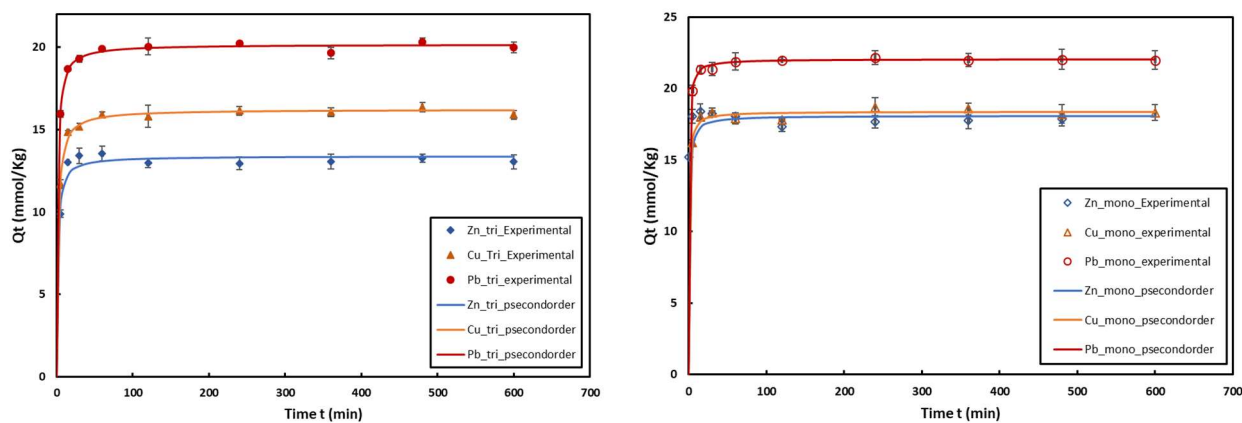 25
20
15
10
5
0
Qt (mmol/Kg)
Zn_tri_Experimental
Cu_Tri_Experimental
Pb_tri_experimental
Zn_tri_psecondorder
Cu_tri_psecondorder
Pb_tri_psecondorder
0 100 200 300 400 500 600 700
Time t (min)
25
20
15
10
5
0
Qt (mmol/Kg)
Zn_mono_Experimental
Cu_mono_experimental
Pb_mono_experimental
Zn_mono_psecondorder
Cu_mono_psecondorder
Pb_mono_psecondorder
0 100 200 300 400 500 600 700
Time t (min)